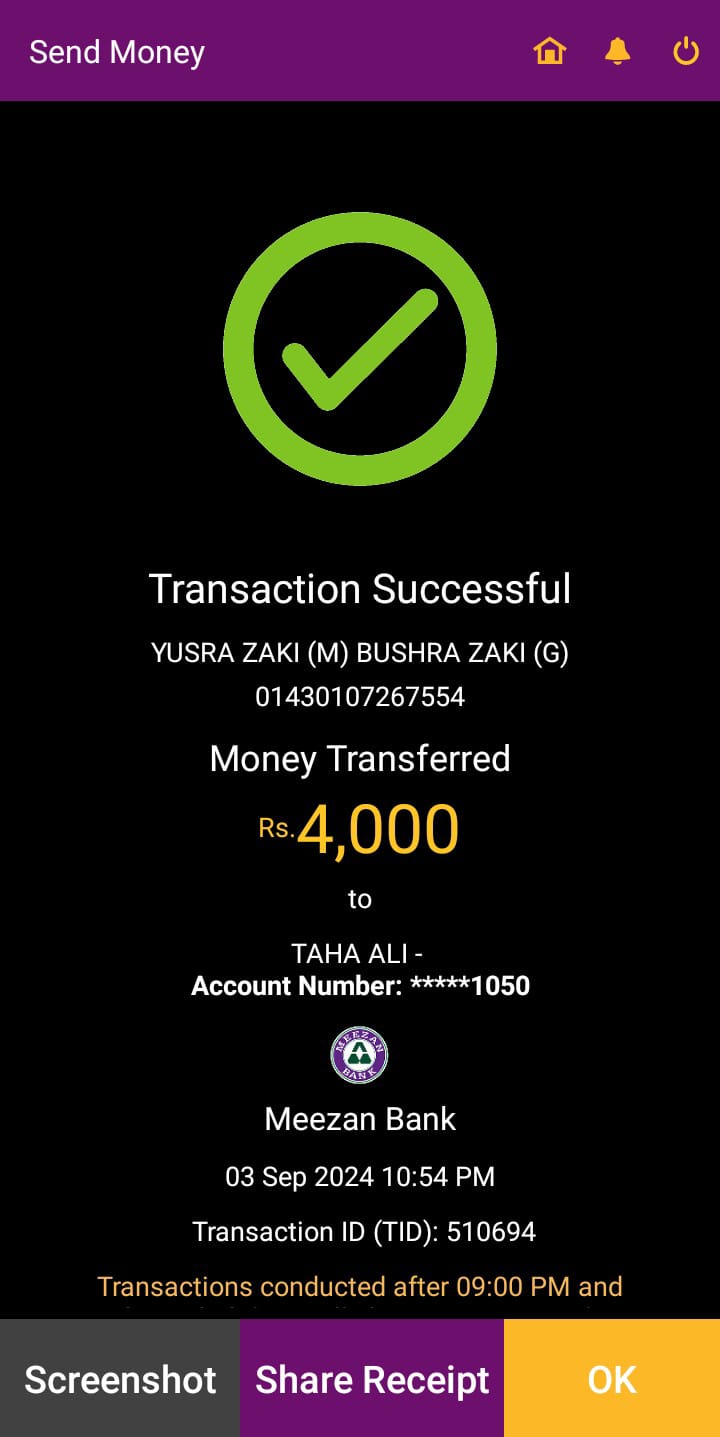 Send Money
Transaction Successful
YUSRA ZAKI (M) BUSHRA ZAKI (G)
01430107267554
Money Transferred
Rs.4,000
to
TAHA ALI -
Account Number: *****1050
MEEZAN
BANK
Meezan Bank
03 Sep 2024 10:54 PM
Transaction ID (TID): 510694
Transactions conducted after 09:00 PM and
Screenshot
Share Receipt
OK